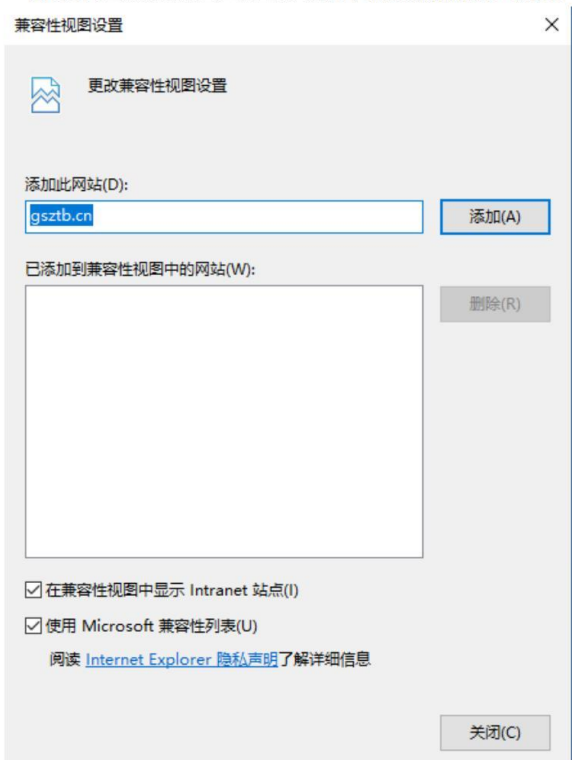 兼容性视图设置
更改兼容性视图设置
添加此网站(D):
gsztb.cn
添加(A)
已添加到兼容性视图中的网站(W):
删除(R)
在兼容性视图中显示 Intranet 站点(I)
使用 Microsoft 兼容性列表(U)
阅读 Internet Explorer 隐私声明了解详细信息
关闭(C)